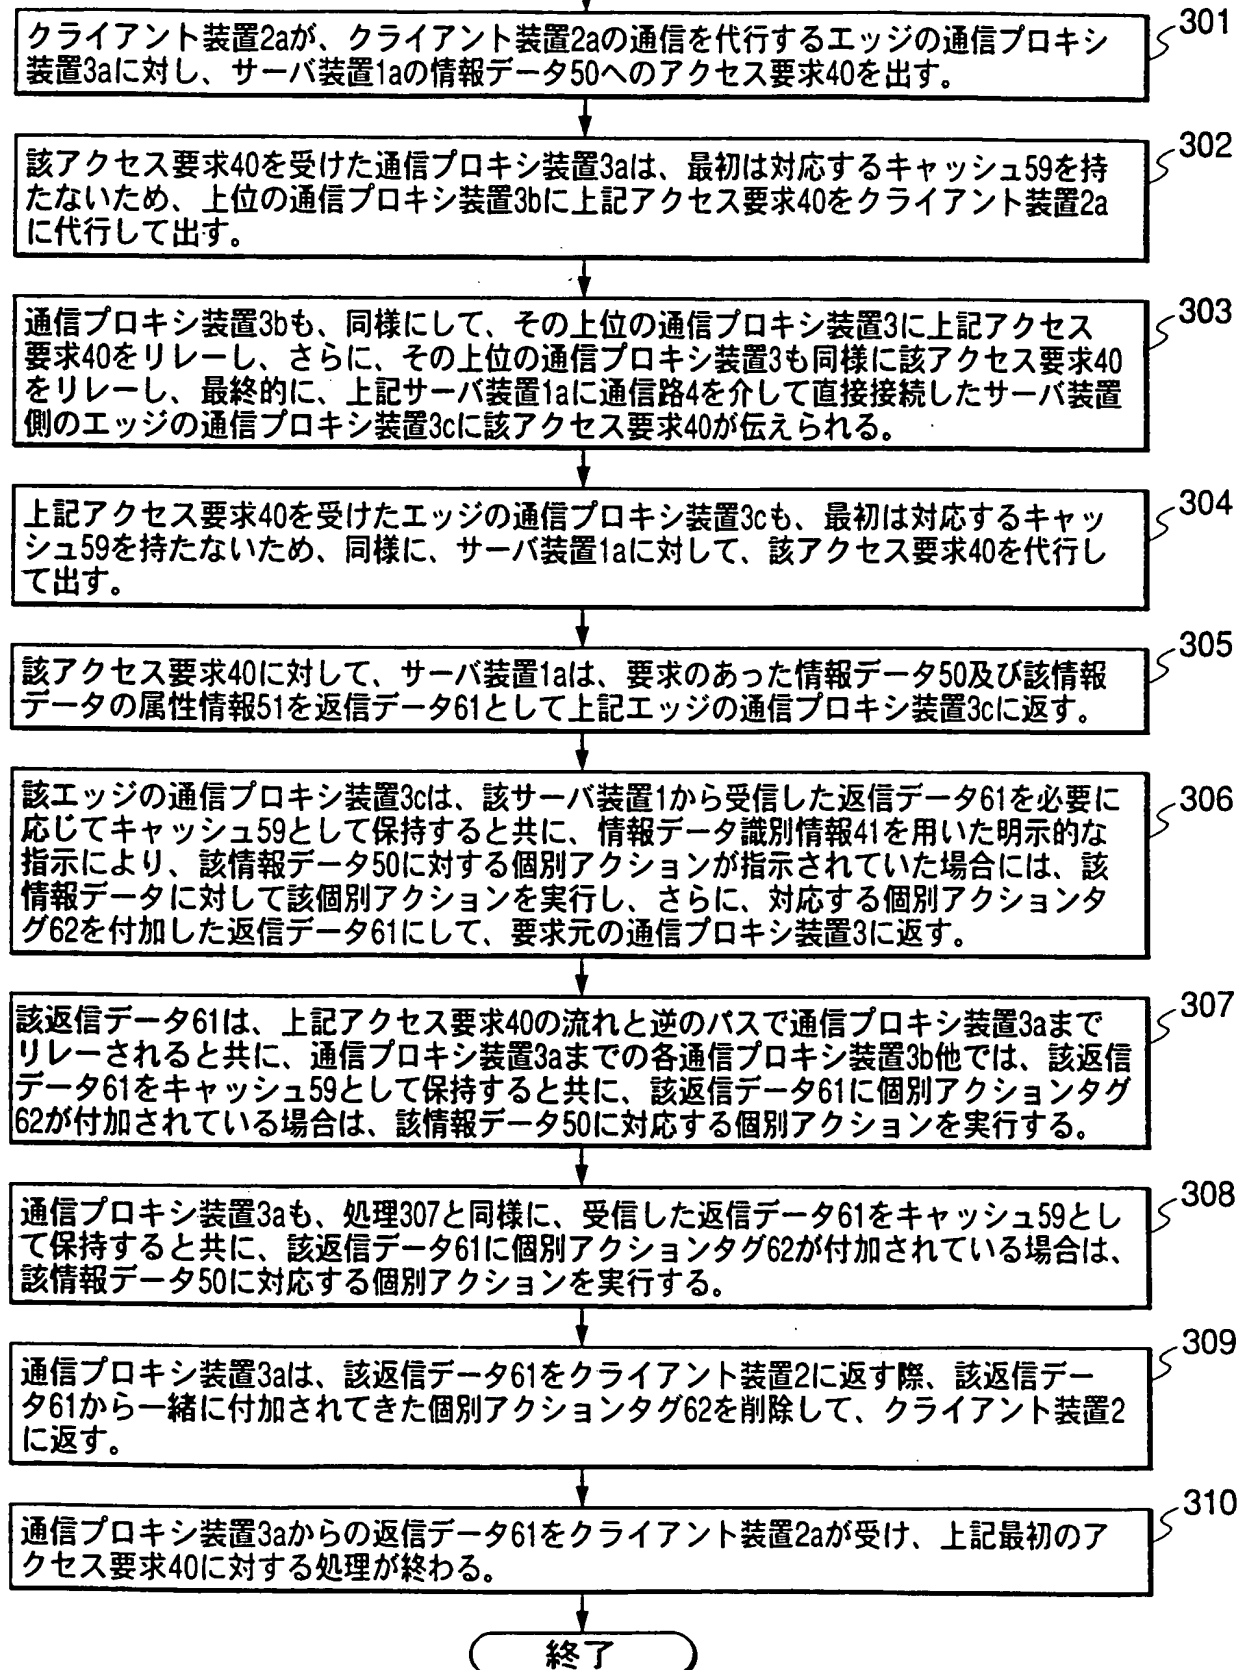 301
クライアント装置2aが、クライアント装置2aの通信を代行するエッジの通信プロキシ
装置3aに対し、サーバ装置1aの情報データ50へのアクセス要求40を出す。
302
該アクセス要求40を受けた通信プロキシ装置3aは、最初は対応するキャッシュ59を持
たないため、上位の通信プロキシ装置3bに上記アクセス要求40をクライアント装置2a
に代行して出す。
303
通信プロキシ装置3bも、同様にして、その上位の通信プロキシ装置3に上記アクセス
要求40をリレーし、さらに、その上位の通信プロキシ装置3も同様に該アクセス要求40
をリレーし、最終的に、上記サーバ装置1aに通信路4を介して直接接続したサーバ装置
側のエッジの通信プロキシ装置3cに該アクセス要求40が伝えられる。
304
上記アクセス要求40を受けたエッジの通信プロキシ装置3cも、最初は対応するキャッ
シュ59を持たないため、同様に、サーバ装置1aに対して、該アクセス要求40を代行し
て出す。
305
該アクセス要求40に対して、サーバ装置1aは、要求のあった情報データ50及び該情報
データの属性情報51を返信データ61として上記エッジの通信プロキシ装置3cに返す。
306
該エッジの通信プロキシ装置3cは、該サーバ装置1から受信した返信データ61を必要に
応じてキャッシュ59として保持すると共に、情報データ識別情報41を用いた明示的な
指示により、該情報データ50に対する個別アクションが指示されていた場合には、該
情報データに対して該個別アクションを実行し、さらに、対応する個別アクションタ
グ62を付加した返信データ61にして、要求元の通信プロキシ装置3に返す。
307
該返信データ61は、上記アクセス要求40の流れと逆のパスで通信プロキシ装置3aまで
リレーされると共に、通信プロキシ装置3aまでの各通信プロキシ装置3b他では、該返信
データ61をキャッシュ59として保持すると共に、該返信データ61に個別アクションタグ
62が付加されている場合は、該情報データ50に対応する個別アクションを実行する。
308
通信プロキシ装置3aも、処理307と同様に、受信した返信データ61をキャッシュ59とし
て保持すると共に、該返信データ61に個別アクションタグ62が付加されている場合は、
該情報データ50に対応する個別アクションを実行する。
309
通信プロキシ装置3aは、該返信データ61をクライアント装置2に返す際、該返信デー
タ61から一緒に付加されてきた個別アクションタグ62を削除して、クライアント装置2
に返す。
310
通信プロキシ装置3aからの返信データ61をクライアント装置2aが受け、上記最初のア
クセス要求40に対する処理が終わる。
終了